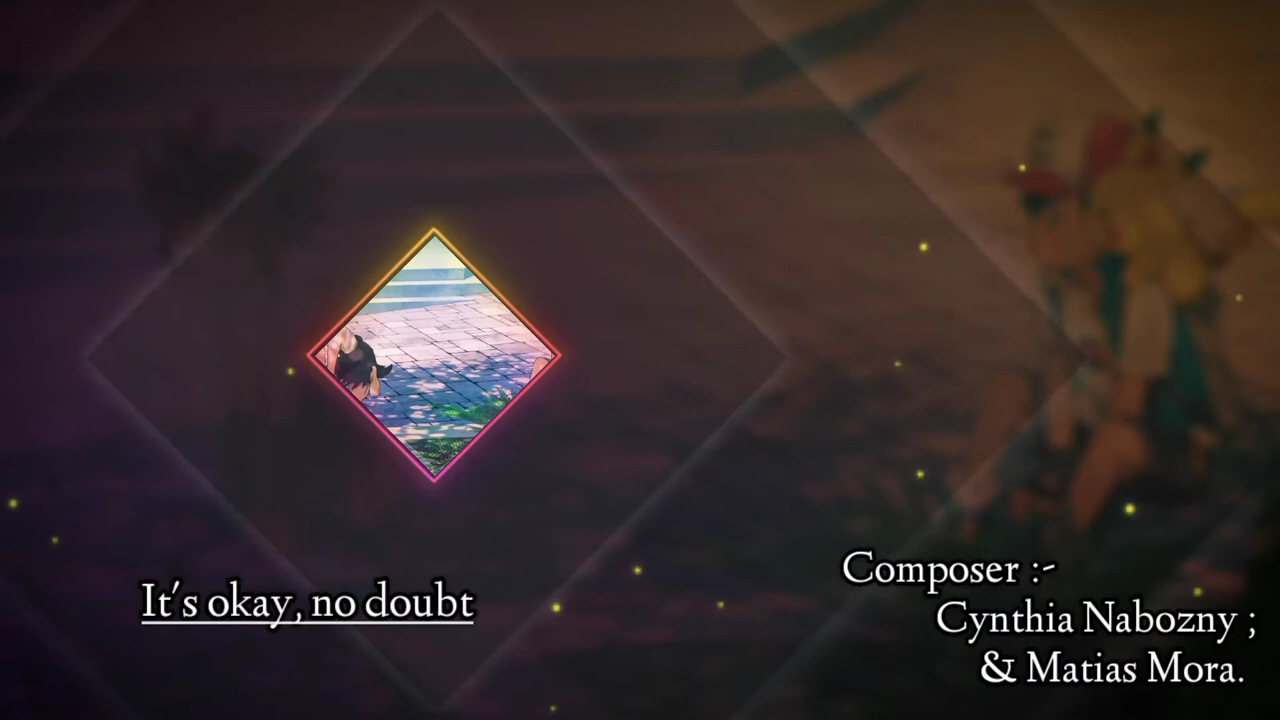 It's okay, no doubt
Composer :-
Cynthia Nabozny ;
& Matias Mora.